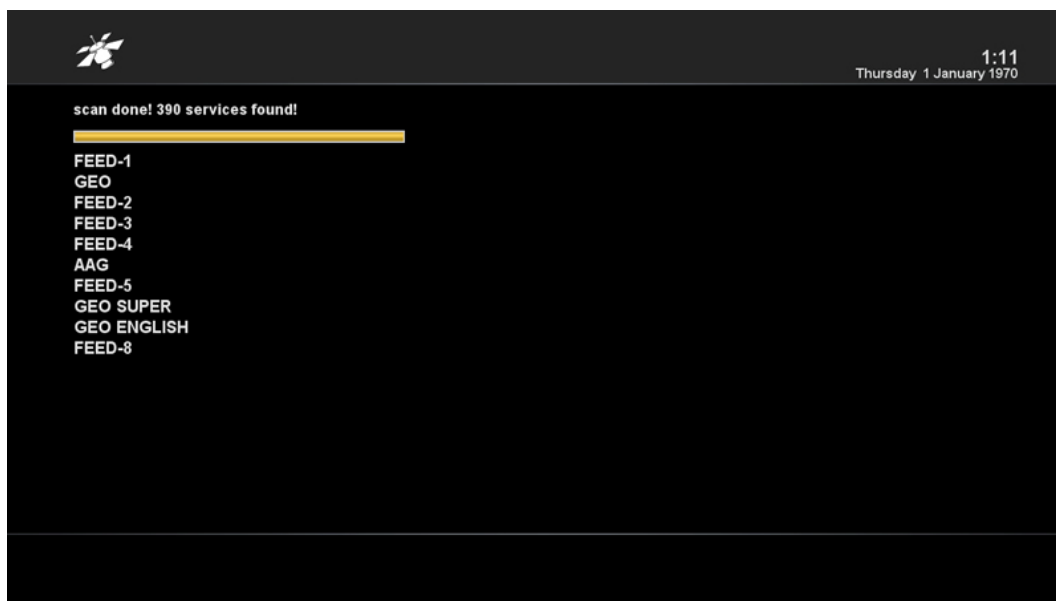 1:11
Thursday 1 January 1970
scan done! 390 services found!
FEED-1
GEO
FEED-2
FEED-3
FEED-4
AAG
FEED-5
GEO SUPER
GEO ENGLISH
FEED-8